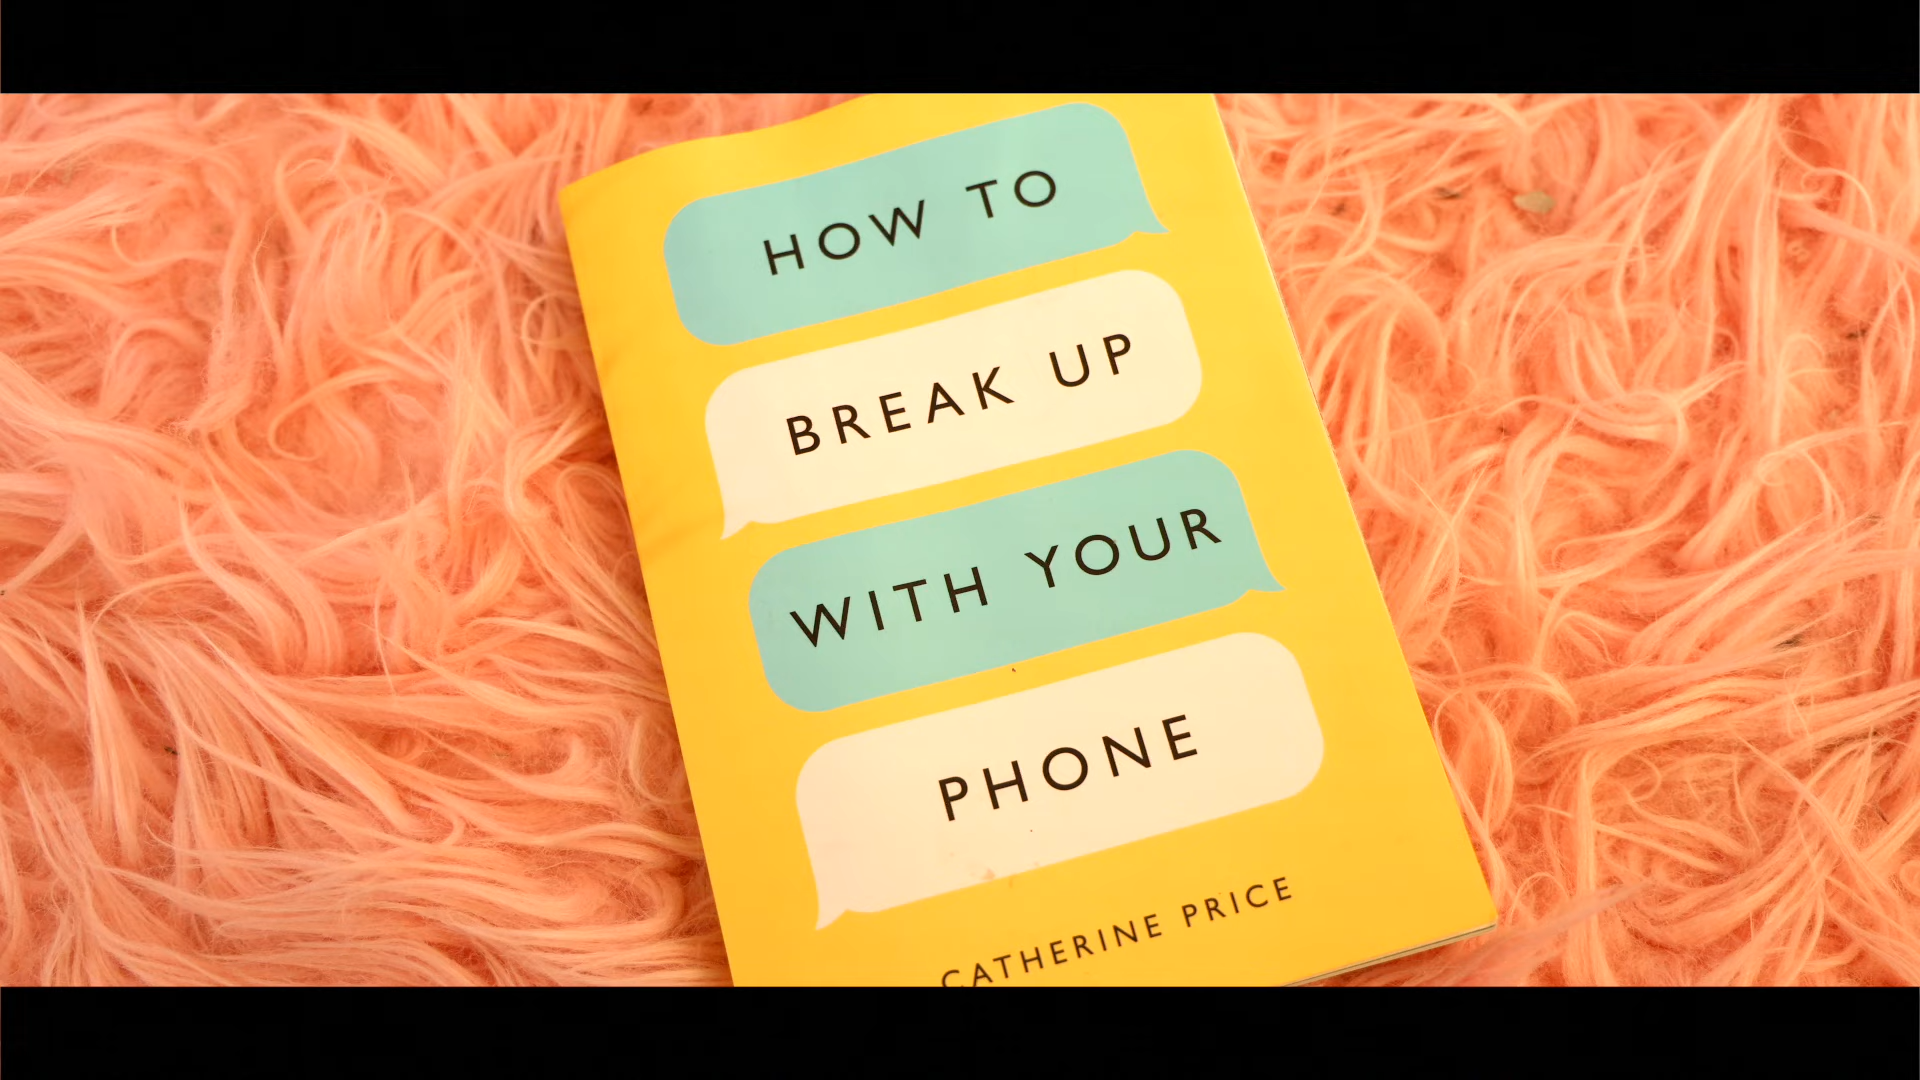 HOW TO
BREAK UP
WITH YOUR
PHONE
CATHERINE PRICE